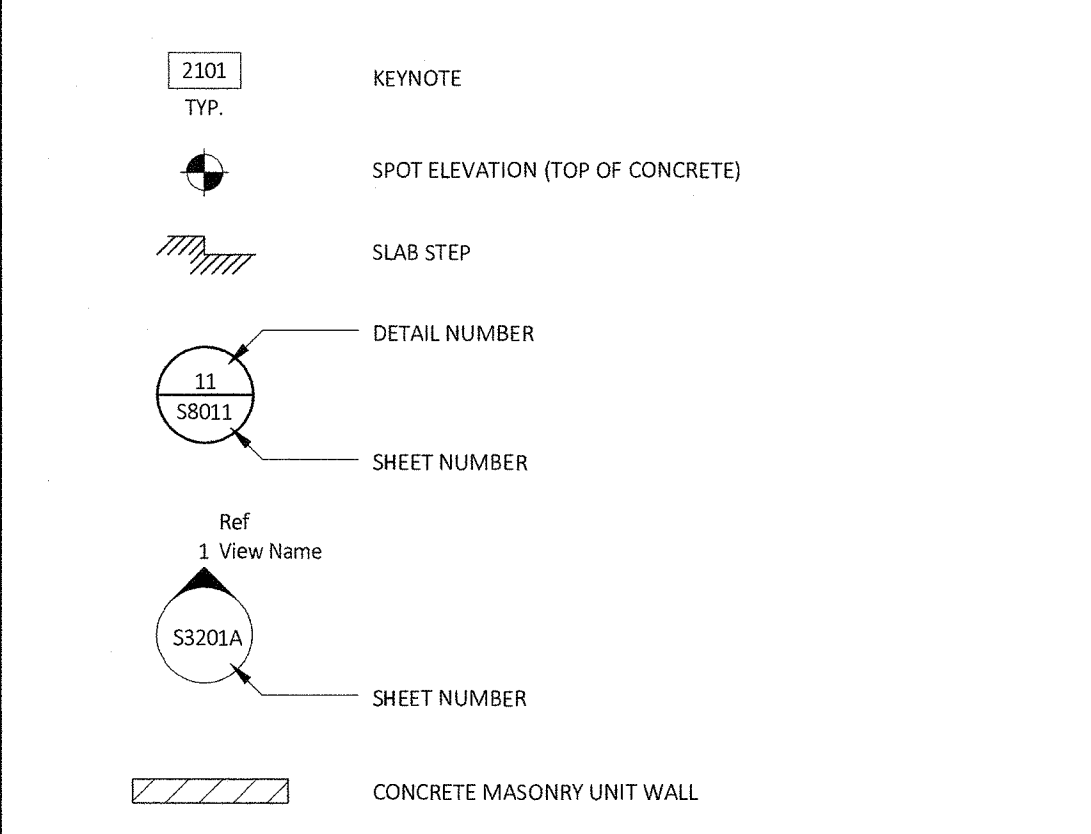 2101
KEYNOTE
TYP.
SPOT ELEVATION (TOP OF CONCRETE)
SLAB STEP
DETAIL NUMBER
11
S8011
SHEET NUMBER
Ref
1 View Name
S3201A
SHEET NUMBER
CONCRETE MASONRY UNIT WALL